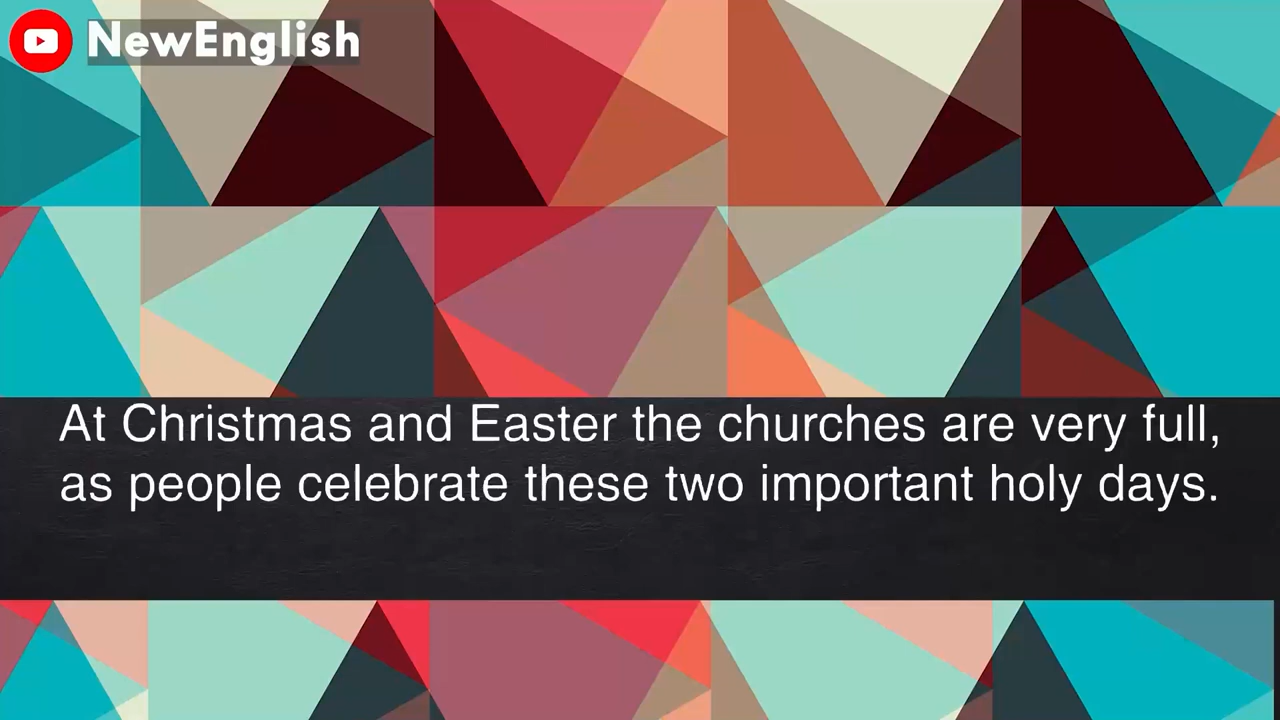 NewEnglish
At Christmas and Easter the churches are very full,
as people celebrate these two important holy days.